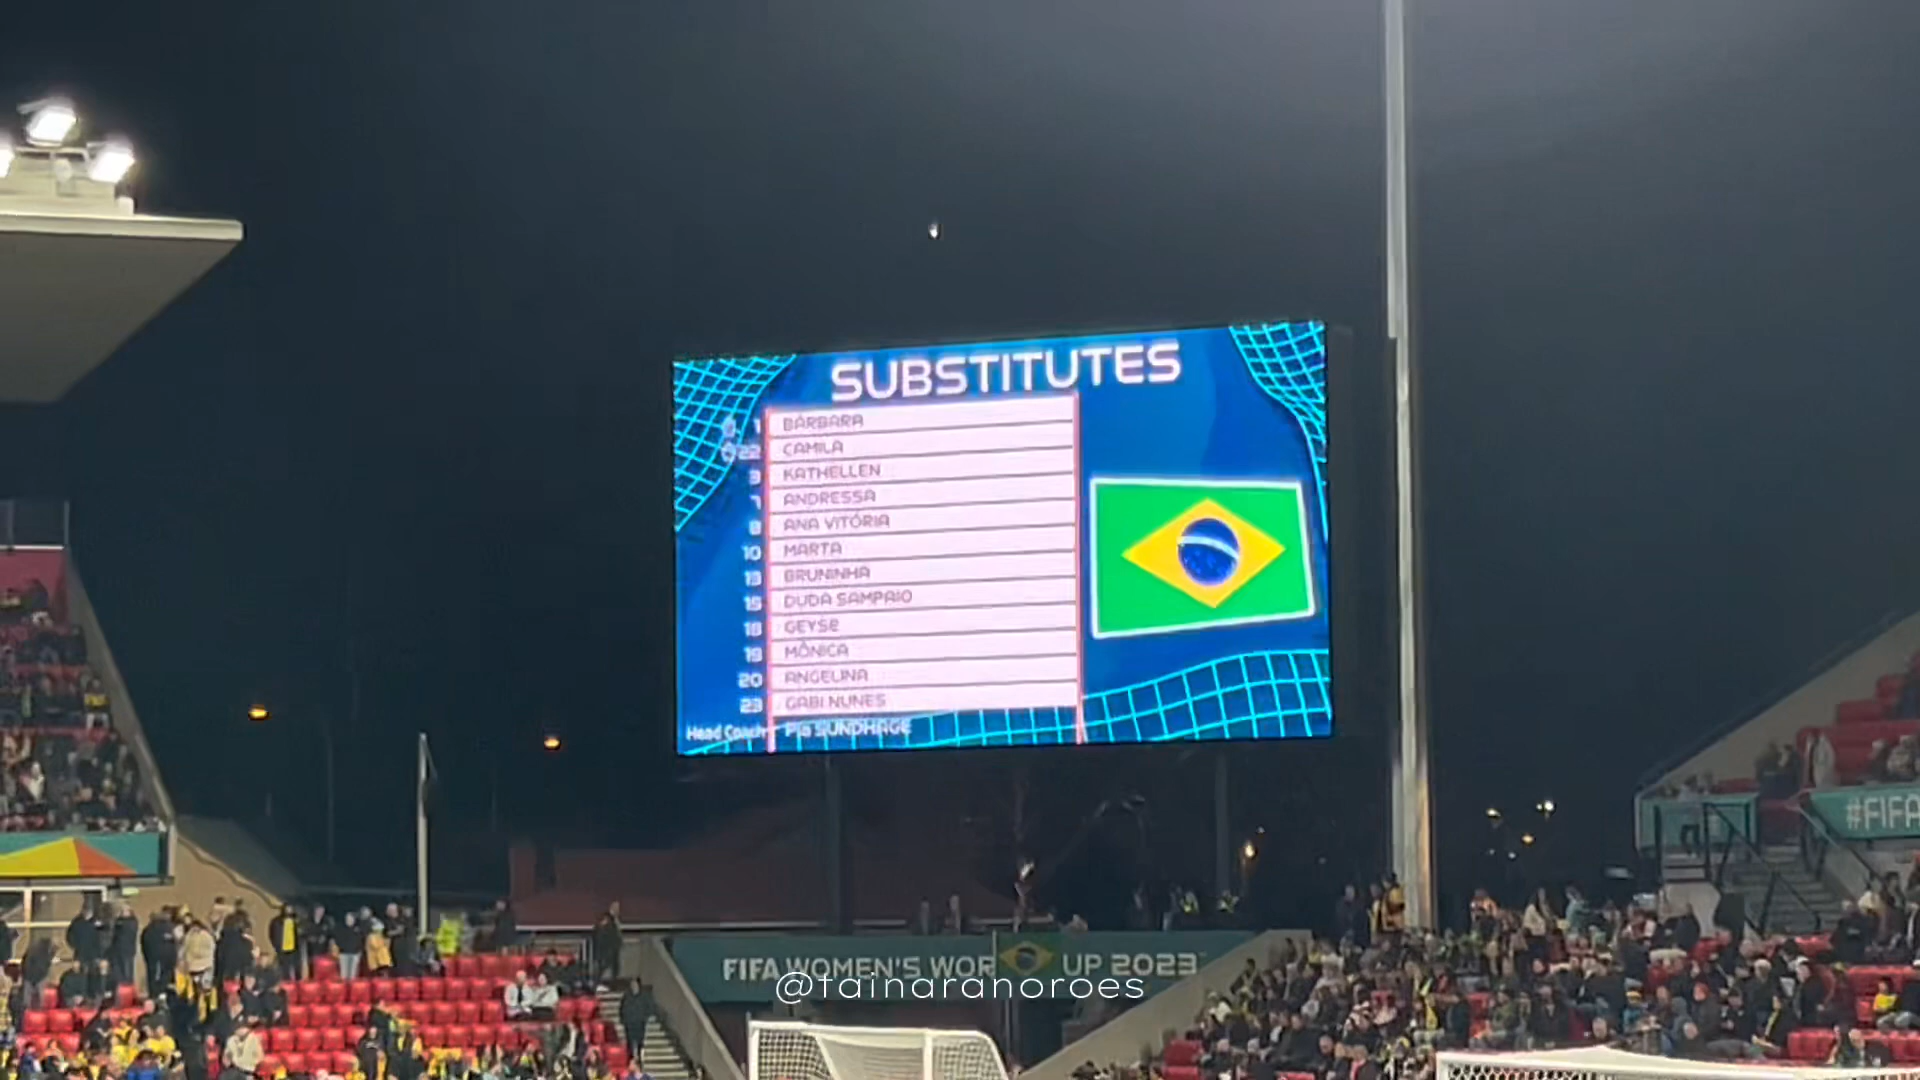 SUBSTITUTES
1 BÁRBARA
22 CAMILA
3 KATHELLEN
7 ANDRESSA
8 ANA VITÓRIA
10 MARTA
13 BRUNINHA
15 DUDA SAMPAIO
18 GEYSE
19 MÔNICA
20 ANGELINA
23 GABI NUNES
Head Coach Pia SUNDHAGE
#FIFA
FIFA WOMEN'S WOR UP 2023
@tainaranoroes